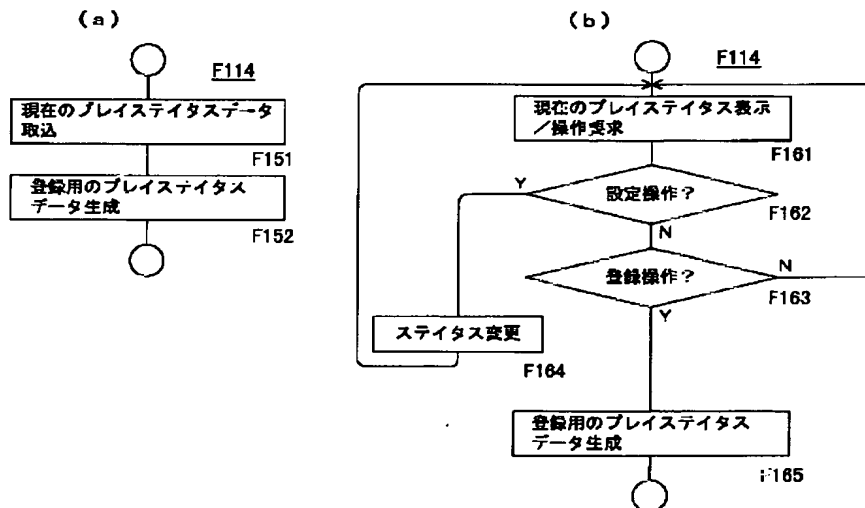 (a)
F114
現在のプレイステイタスデータ
取込
F151
登録用のプレイステイタス
データ生成
F152
(b)
F114
現在のプレイステイタス表示
／操作要求
F161
Y
設定操作？
F162
N
登録操作？
N
F163
Y
ステイタス変更
F164
登録用のプレイステイタス
データ生成
F165